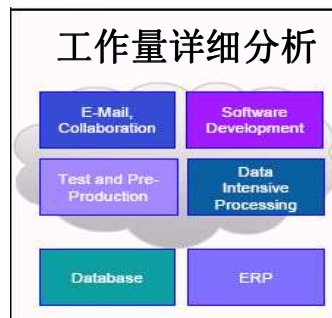 工作量详细分析
E-Mail,
Collaboration
Software
Development
Test and Pre-
Production
Data
Intensive
Processing
Database
ERP